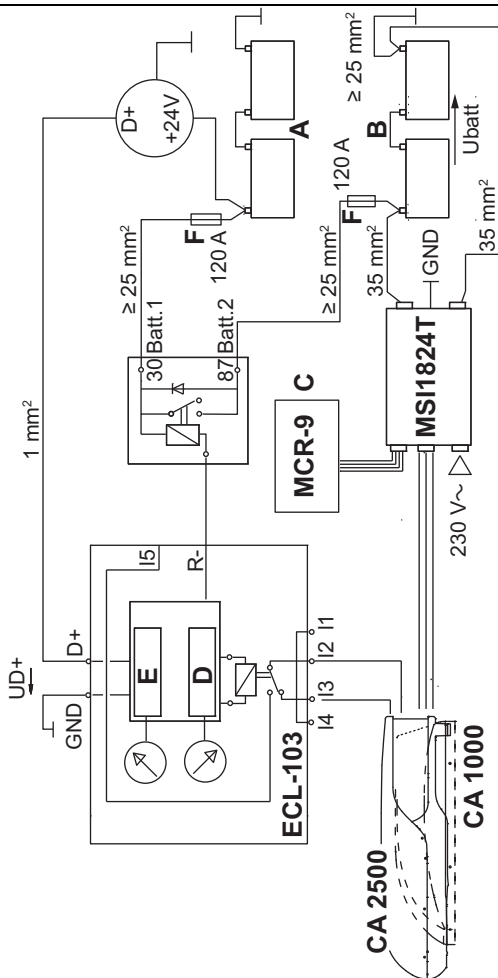 D+
+24V
A
≥ 25 mm²
F
120 A
30 Batt.1
87 Batt.2
≥ 25 mm²
F
120 A
≥ 25 mm²
B
Ubatt
35 mm²
35 mm²
GND
MSI1824T
230 V~
MCR-9
C
1 mm²
UD+
D+
GND
I5
R-
E
D
I1
I2
I3
I4
ECL-103
CA 2500
CA 1000